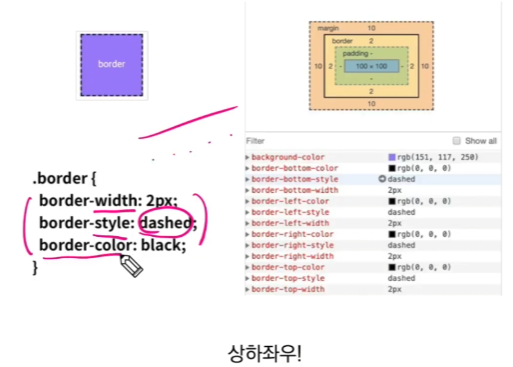 border
.border {
border-width: 2px;
border-style: dashed;
border-color: black;
}
margin 10
border 2
padding -
10 2 - 100 × 100 - 2 10
-
2
10
Filter Show all
background-color rgb(151, 117, 250)
border-bottom-color rgb(0, 0, 0)
border-bottom-style dashed
border-bottom-width 2px
border-left-color rgb(0, 0, 0)
border-left-style dashed
border-left-width 2px
border-right-color rgb(0, 0, 0)
border-right-style dashed
border-right-width 2px
border-top-color rgb(0, 0, 0)
border-top-style dashed
border-top-width 2px
상하좌우!